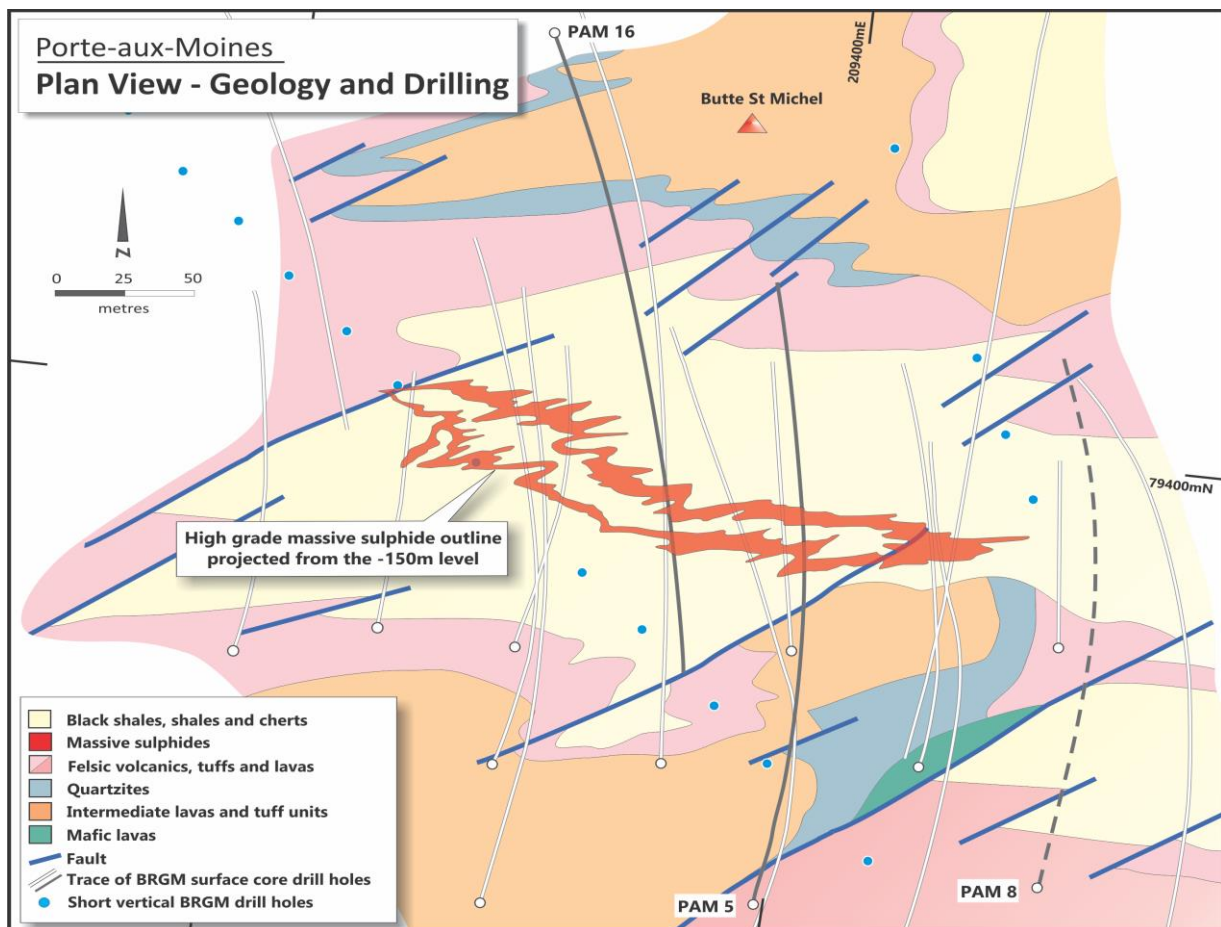 Porte-aux-Moines
Plan View - Geology and Drilling
PAM 16
209400mE
Butte St Michel
N
0 25 50
metres
79400mN
High grade massive sulphide outline
projected from the -150m level
Black shales, shales and cherts
Massive sulphides
Felsic volcanics, tuffs and lavas
Quartzites
Intermediate lavas and tuff units
Mafic lavas
Fault
Trace of BRGM surface core drill holes
Short vertical BRGM drill holes
PAM 5
PAM 8